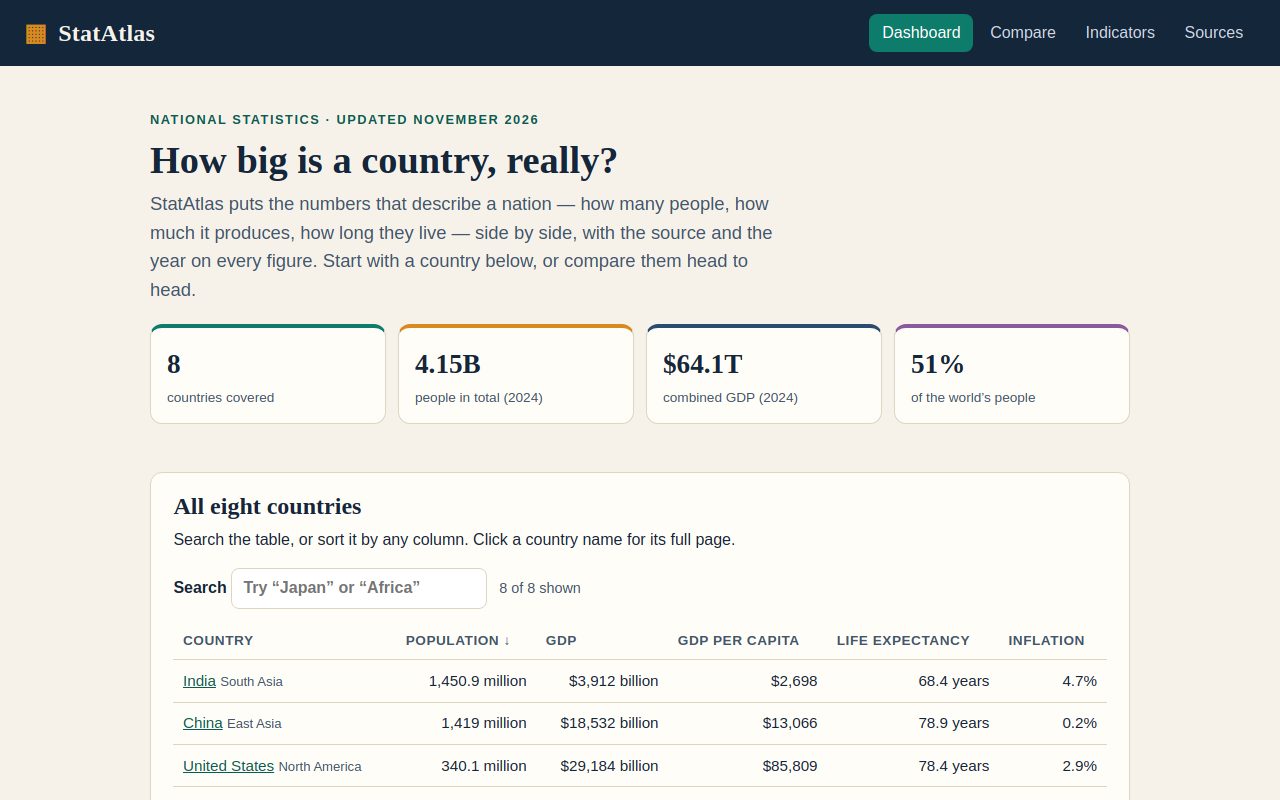 StatAtlas
Dashboard Compare Indicators Sources
NATIONAL STATISTICS · UPDATED NOVEMBER 2026
How big is a country, really?
StatAtlas puts the numbers that describe a nation — how many people, how
much it produces, how long they live — side by side, with the source and the
year on every figure. Start with a country below, or compare them head to
head.
8
countries covered
4.15B
people in total (2024)
$64.1T
combined GDP (2024)
51%
of the world’s people
All eight countries
Search the table, or sort it by any column. Click a country name for its full page.
Search Try “Japan” or “Africa” 8 of 8 shown
COUNTRY POPULATION ↓ GDP GDP PER CAPITA LIFE EXPECTANCY INFLATION
India South Asia 1,450.9 million $3,912 billion $2,698 68.4 years 4.7%
China East Asia 1,419 million $18,532 billion $13,066 78.9 years 0.2%
United States North America 340.1 million $29,184 billion $85,809 78.4 years 2.9%